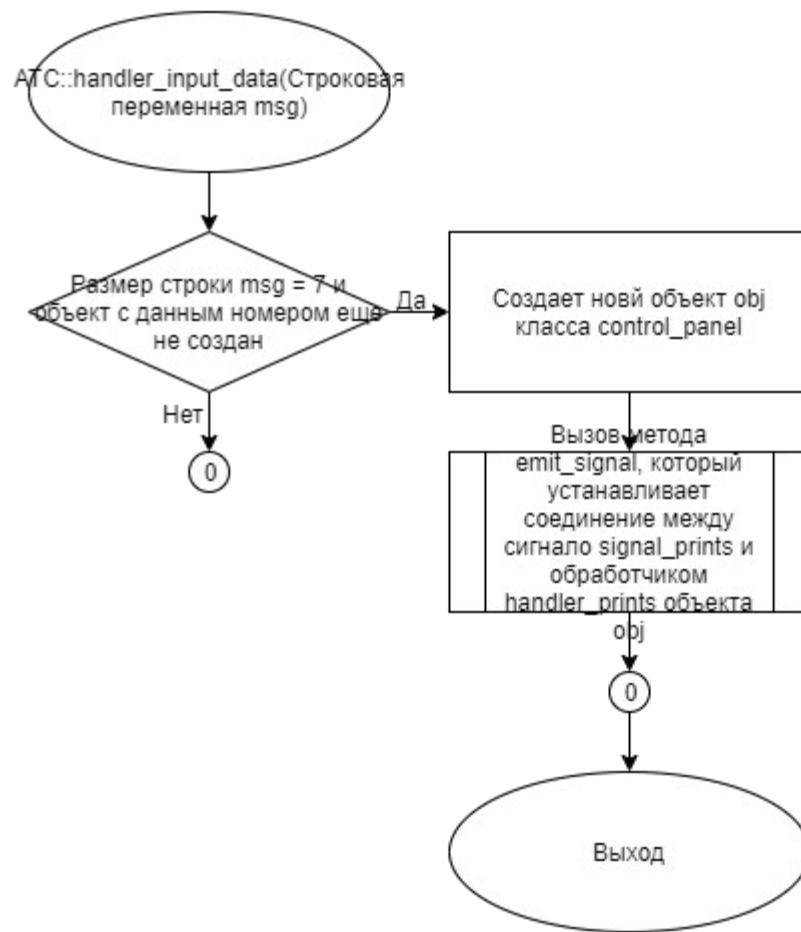 ATC::handler_input_data(Строковая
переменная msg)
Размер строки msg = 7 и
объект с данным номером еще
не создан
Да
Создает новй объект obj
класса control_panel
Нет
0
Вызов метода
emit_signal, который
устанавливает
соединение между
сигнало signal_prints и
обработчиком
handler_prints объекта
obj
0
Выход